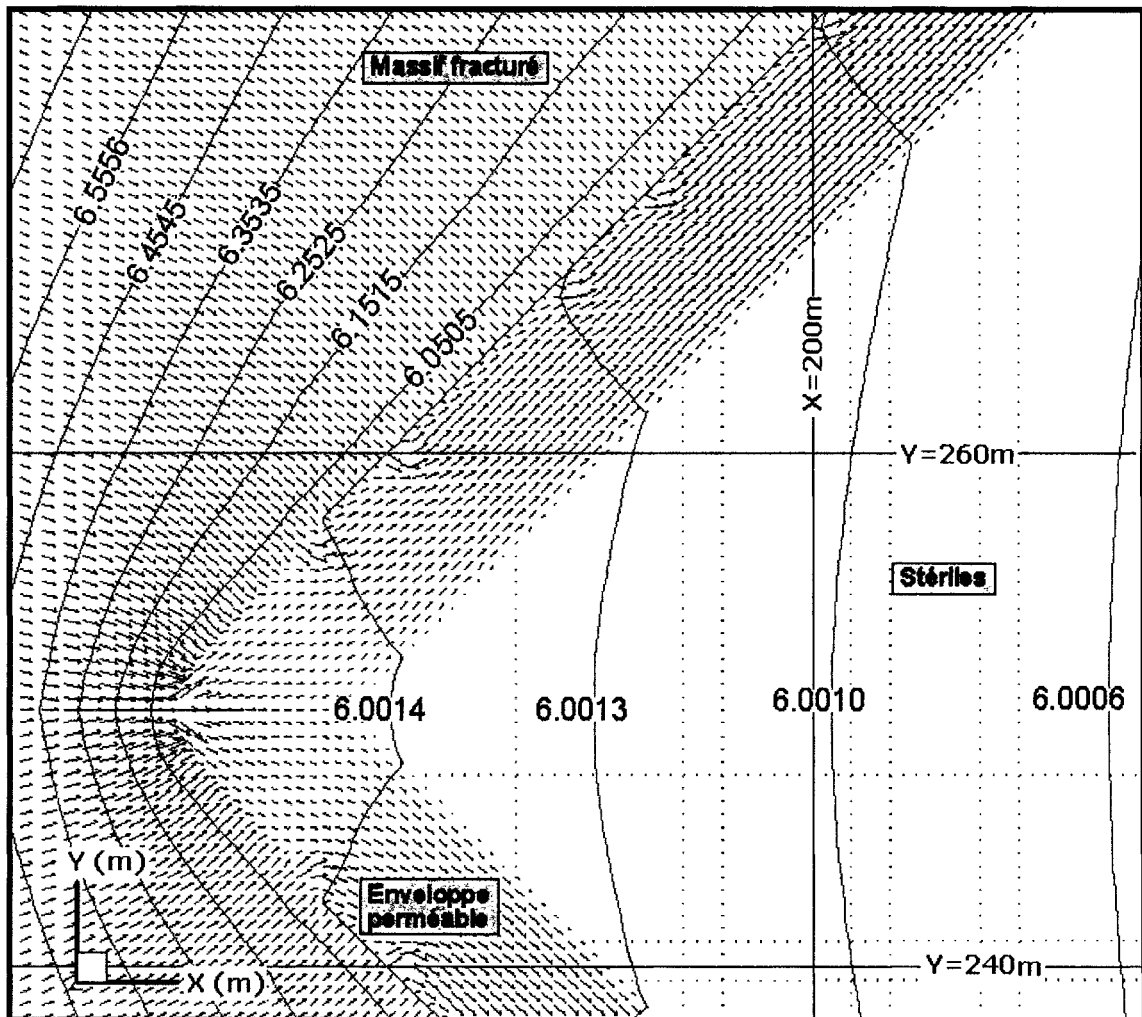 Massif fracturé
6.5556
6.4545
6.3535
6.2525
6.1515
6.0505
X=200m
Y=260m
Stériles
6.0014
6.0013
6.0010
6.0006
Y (m)
Enveloppe
perméable
X (m)
Y=240m